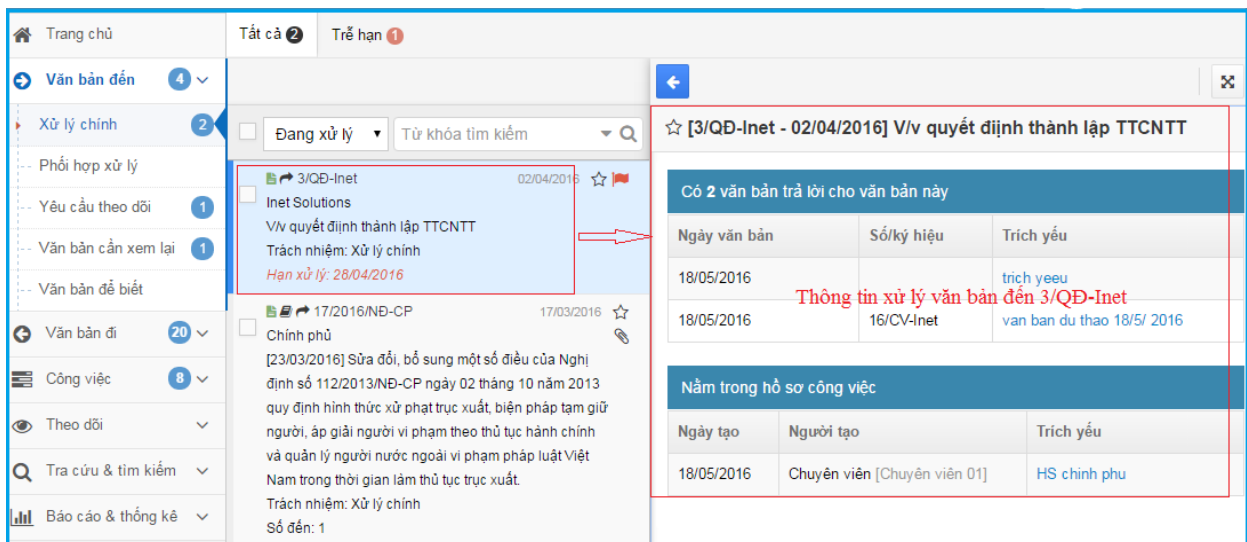 Trang chủ
Văn bản đến 4
Xử lý chính 2
Phối hợp xử lý
Yêu cầu theo dõi 1
Văn bản cần xem lại 1
Văn bản để biết
Văn bản đi 20
Công việc 8
Theo dõi
Tra cứu & tìm kiếm
Báo cáo & thống kê
Tất cả 2 Trễ hạn 1
Đang xử lý Từ khóa tìm kiếm
3/QĐ-Inet 02/04/2016
Inet Solutions
V/v quyết điịnh thành lập TTCNTT
Trách nhiệm: Xử lý chính
Hạn xử lý: 28/04/2016
17/2016/NĐ-CP 17/03/2016
Chính phủ
[23/03/2016] Sửa đổi, bổ sung một số điều của Nghị
định số 112/2013/NĐ-CP ngày 02 tháng 10 năm 2013
quy định hình thức xử phạt trục xuất, biện pháp tạm giữ
người, áp giải người vi phạm theo thủ tục hành chính
và quản lý người nước ngoài vi phạm pháp luật Việt
Nam trong thời gian làm thủ tục trục xuất.
Trách nhiệm: Xử lý chính
Số đến: 1
[3/QĐ-Inet - 02/04/2016] V/v quyết điịnh thành lập TTCNTT
Có 2 văn bản trả lời cho văn bản này
Ngày văn bản Số/ký hiệu Trích yếu
18/05/2016 trich yeeu
Thông tin xử lý văn bản đến 3/QĐ-Inet
18/05/2016 16/CV-Inet van ban du thao 18/5/ 2016
Nằm trong hồ sơ công việc
Ngày tạo Người tạo Trích yếu
18/05/2016 Chuyên viên [Chuyên viên 01] HS chinh phu